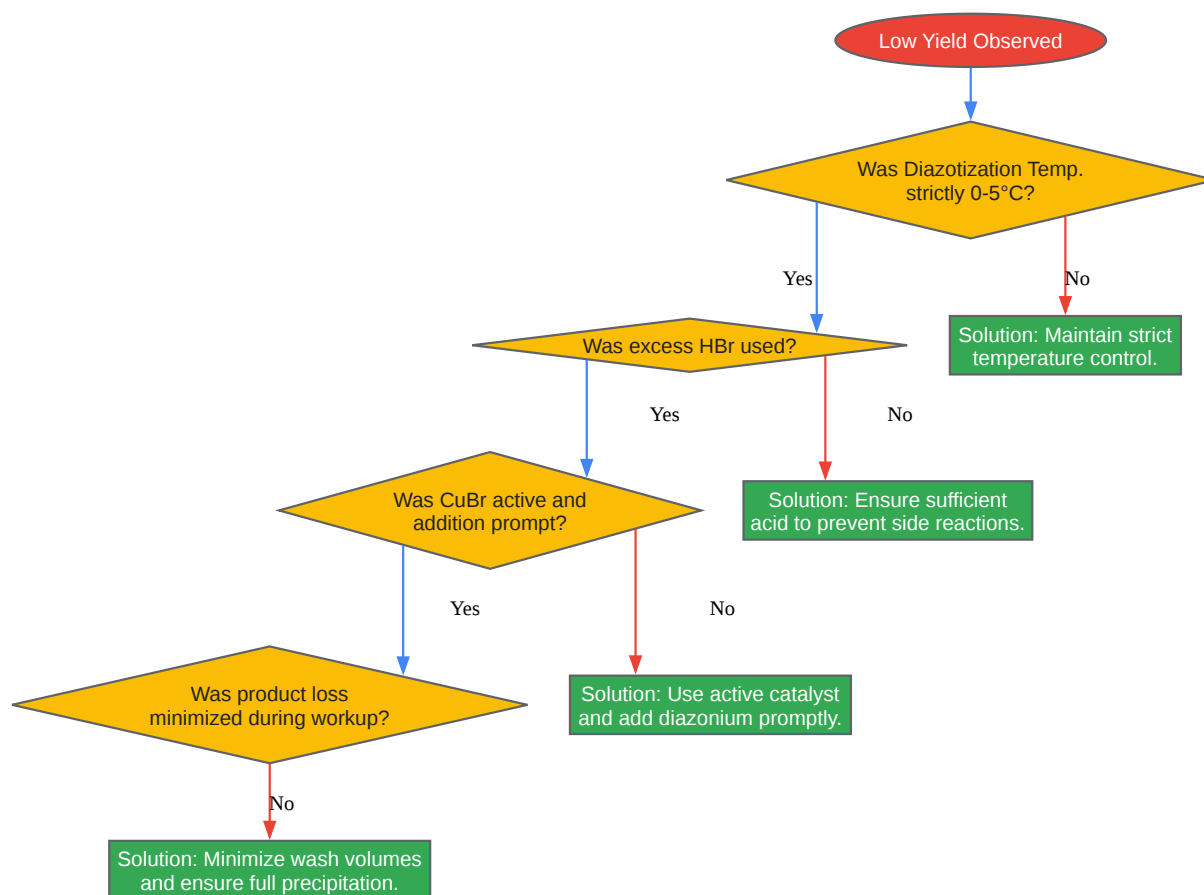 Low Yield Observed
Was Diazotization Temp.
strictly 0-5°C?
Yes
No
Was excess HBr used?
Solution: Maintain strict
temperature control.
Yes
No
Was CuBr active and
addition prompt?
Solution: Ensure sufficient
acid to prevent side reactions.
Yes
No
Was product loss
minimized during workup?
Solution: Use active catalyst
and add diazonium promptly.
No
Solution: Minimize wash volumes
and ensure full precipitation.